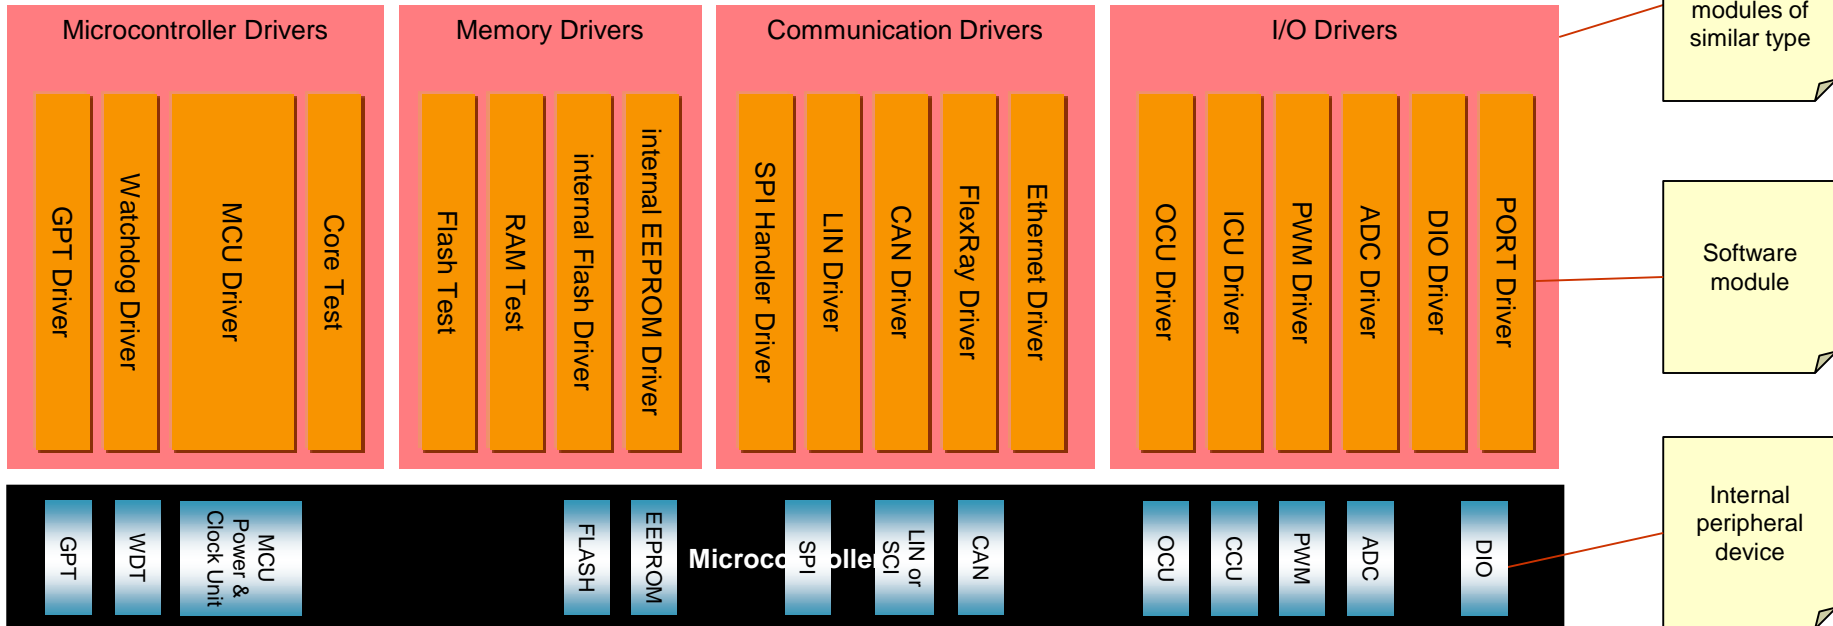 Microcontroller Drivers
Memory Drivers
Communication Drivers
I/O Drivers
modules of
similar type
GPT Driver
Watchdog Driver
MCU Driver
Core Test
Flash Test
RAM Test
internal Flash Driver
internal EEPROM Driver
SPI Handler Driver
LIN Driver
CAN Driver
FlexRay Driver
Ethernet Driver
OCU Driver
ICU Driver
PWM Driver
ADC Driver
DIO Driver
PORT Driver
Software
module
GPT
WDT
MCU
Power &
Clock Unit
FLASH
EEPROM
Microcontroller
SPI
LIN or
SCI
CAN
OCU
CCU
PWM
ADC
DIO
Internal
peripheral
device